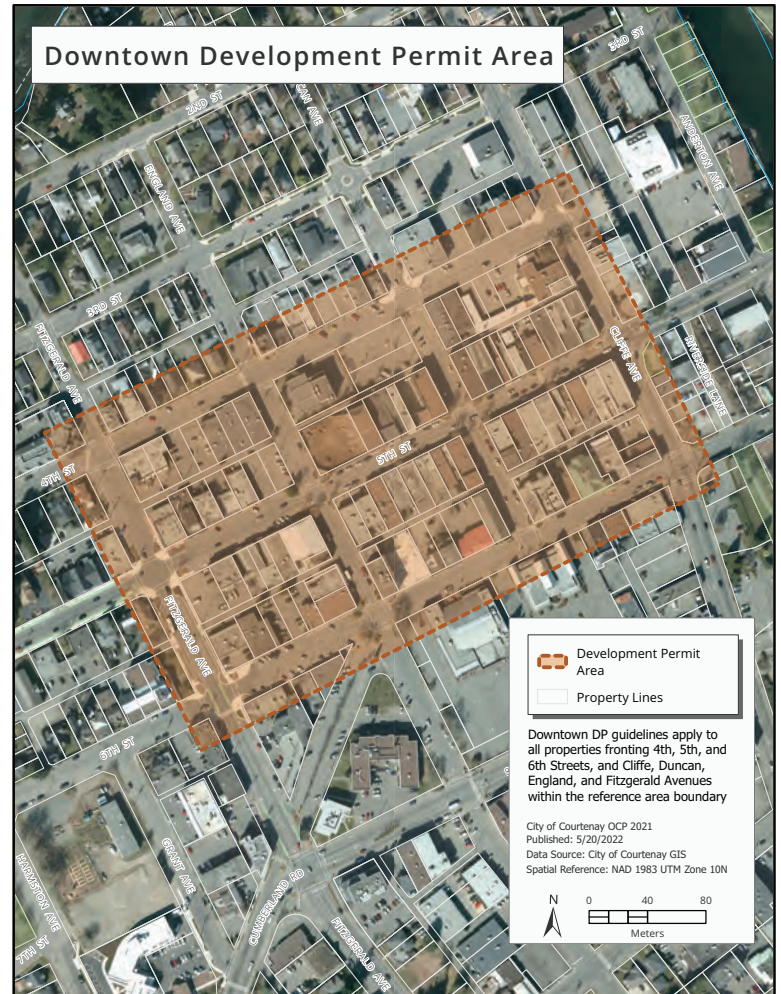 Downtown Development Permit Area
3RD ST
2ND ST
CAN AVE
ANDERTON AVE
ENGLAND AVE
3RD ST
FITZGERALD AVE
CLIFFE AVE
RIVERSIDE LANE
5TH ST
4TH ST
FITZGERALD AVE
6TH ST
GRANT AVE
HARMSTON AVE
7TH ST
CUMBERLAND RD
FITZGERALD AVE
Development Permit
Area
Property Lines
Downtown DP guidelines apply to
all properties fronting 4th, 5th, and
6th Streets, and Cliffe, Duncan,
England, and Fitzgerald Avenues
within the reference area boundary
City of Courtenay OCP 2021
Published: 5/20/2022
Data Source: City of Courtenay GIS
Spatial Reference: NAD 1983 UTM Zone 10N
N
0 40 80
Meters